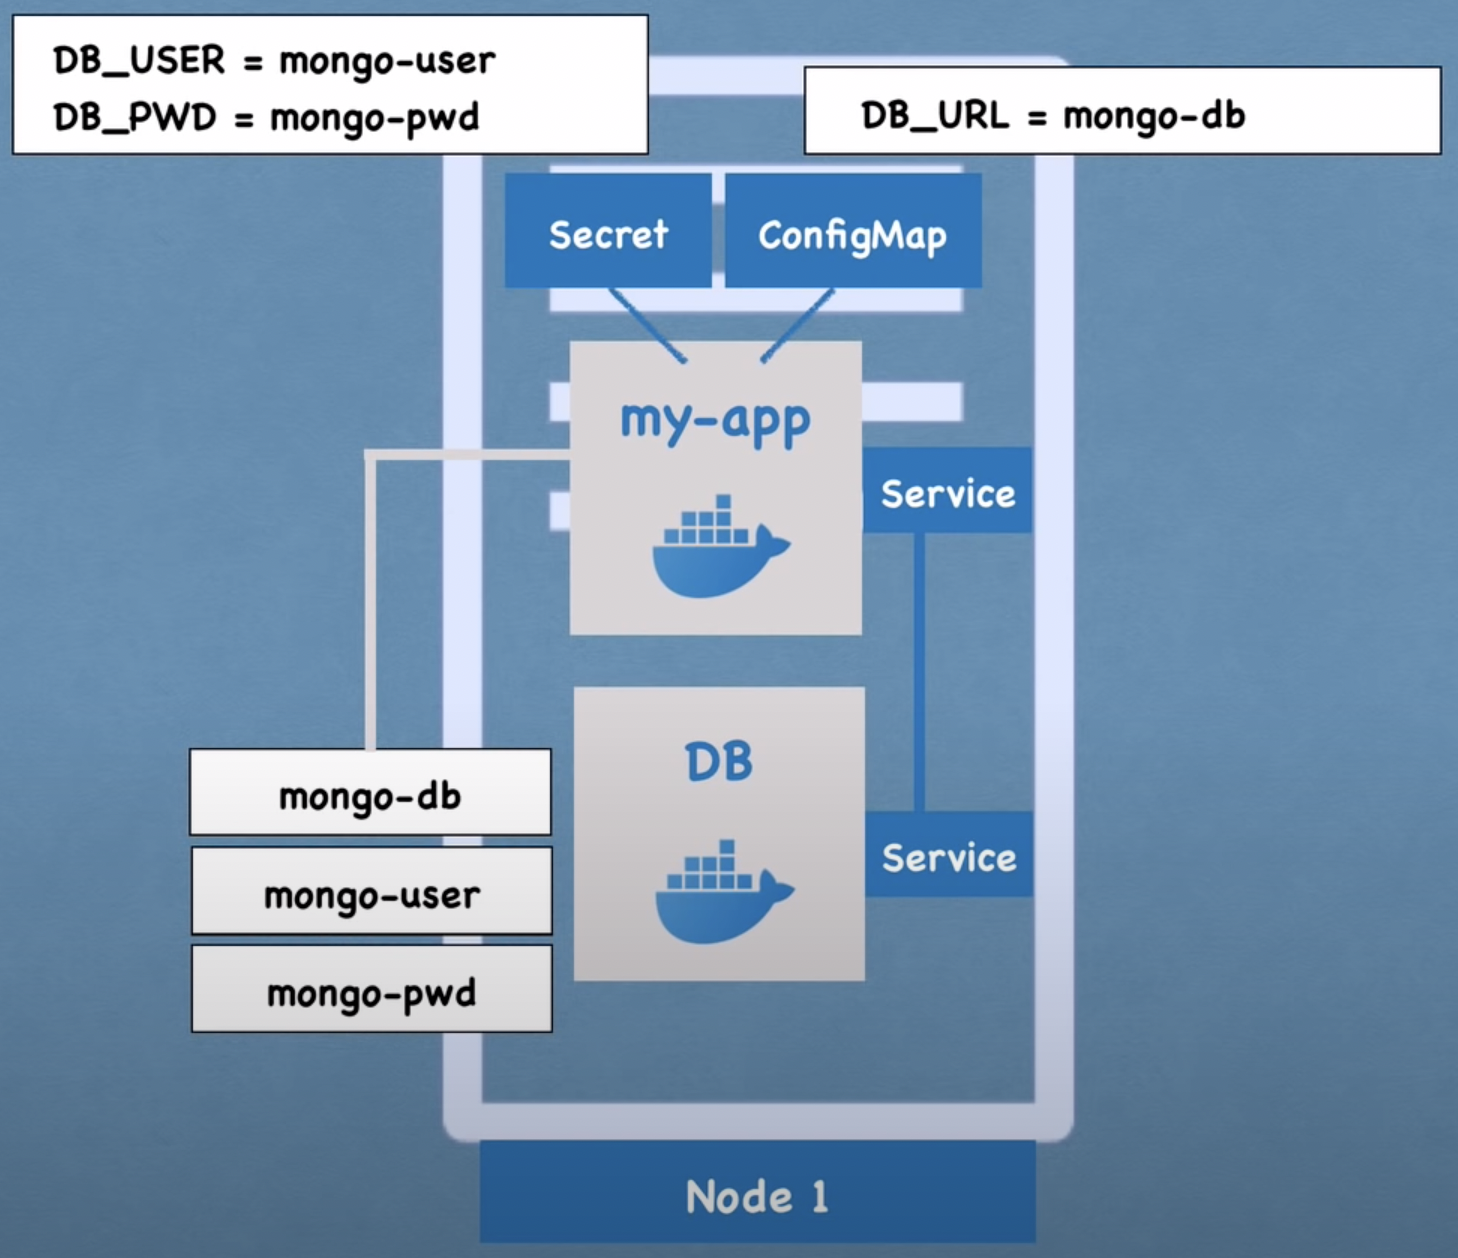 DB_USER = mongo-user
DB_PWD = mongo-pwd
DB_URL = mongo-db
Secret
ConfigMap
my-app
Service
DB
Service
mongo-db
mongo-user
mongo-pwd
Node 1